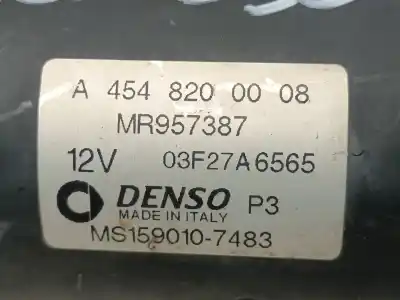 A 454 820 00 08
MR957387
12V 03F27A6565
DENSO P3
MADE IN ITALY
MS159010-7483